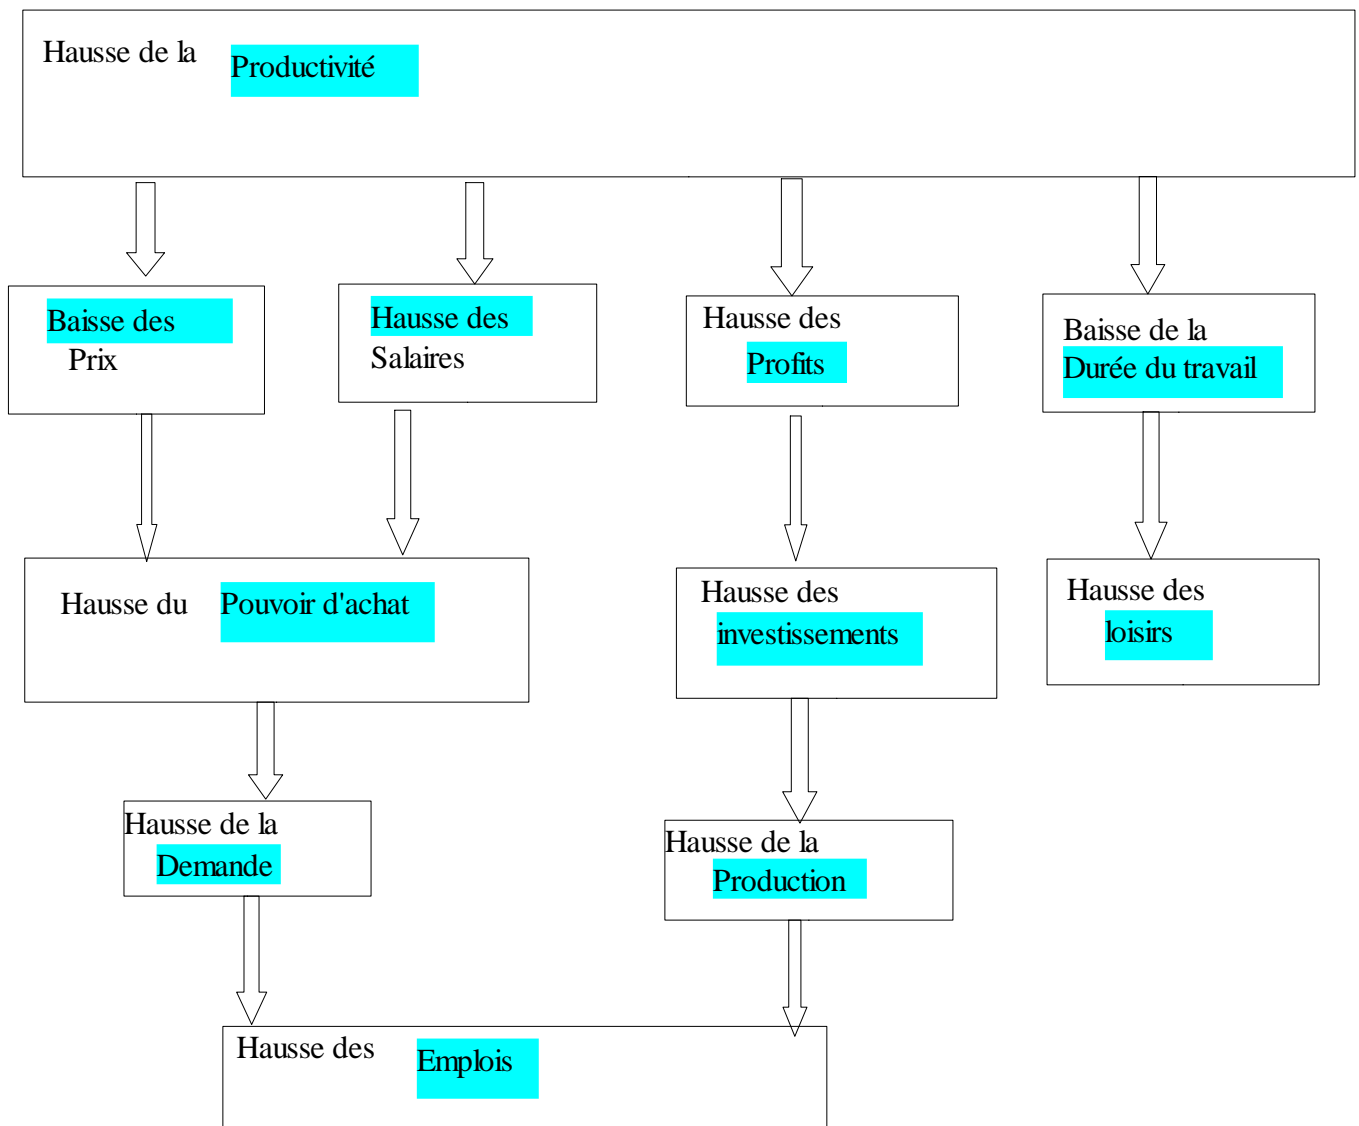 Hausse de la Productivité
Baisse des
Prix
Hausse des
Salaires
Hausse des
Profits
Baisse de la
Durée du travail
Hausse du Pouvoir d'achat
Hausse des
investissements
Hausse des
loisirs
Hausse de la
Demande
Hausse de la
Production
Hausse des Emplois